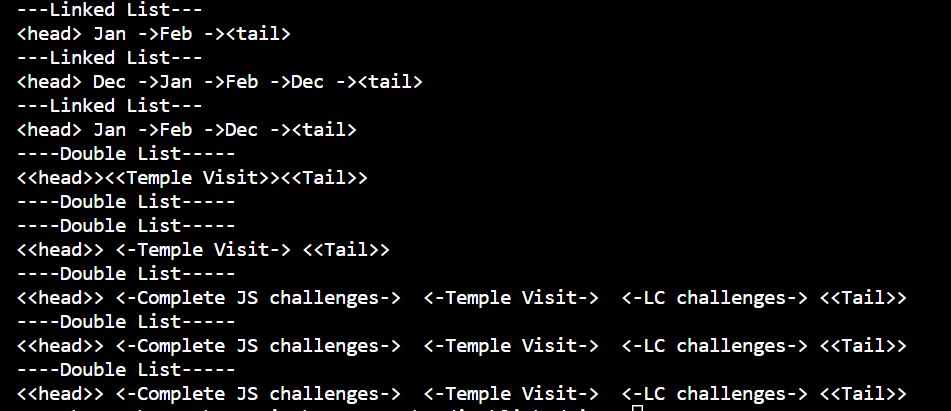 ---Linked List---
<head> Jan ->Feb -><tail>
---Linked List---
<head> Dec ->Jan ->Feb ->Dec -><tail>
---Linked List---
<head> Jan ->Feb ->Dec -><tail>
----Double List-----
<<head>><<Temple Visit>><<Tail>>
----Double List-----
----Double List-----
<<head>> <-Temple Visit-> <<Tail>>
----Double List-----
<<head>> <-Complete JS challenges->  <-Temple Visit->  <-LC challenges-> <<Tail>>
----Double List-----
<<head>> <-Complete JS challenges->  <-Temple Visit->  <-LC challenges-> <<Tail>>
----Double List-----
<<head>> <-Complete JS challenges->  <-Temple Visit->  <-LC challenges-> <<Tail>>